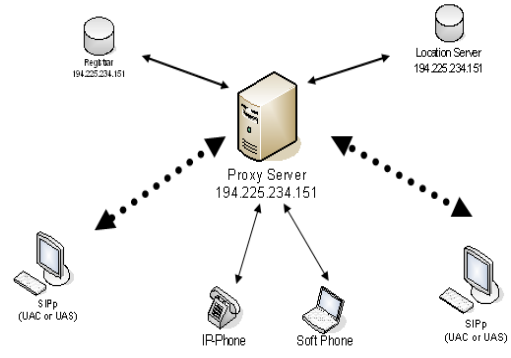 Registrar
194.225.234.151
Location Server
194.225.234.151
Proxy Server
194.225.234.151
SIPp
(UAC or UAS)
IP-Phone
Soft Phone
SIPp
(UAC or UAS)